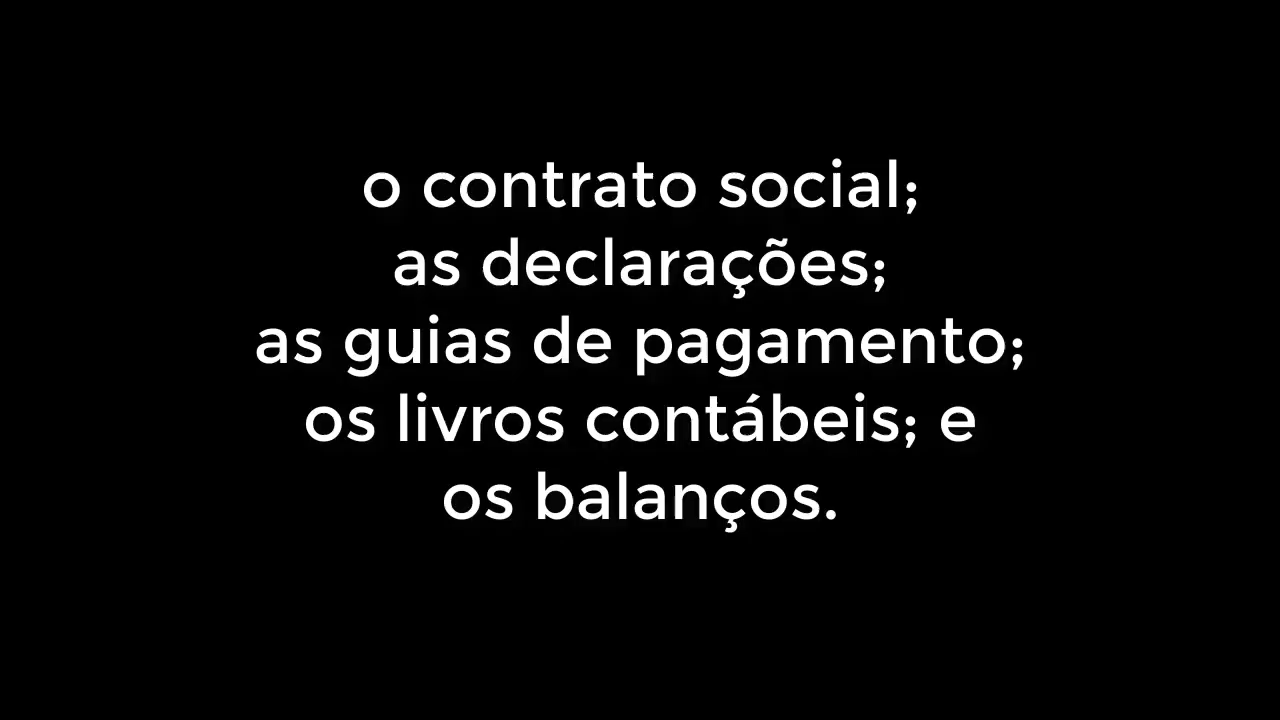 o contrato social;
as declarações;
as guias de pagamento;
os livros contábeis; e
os balanços.